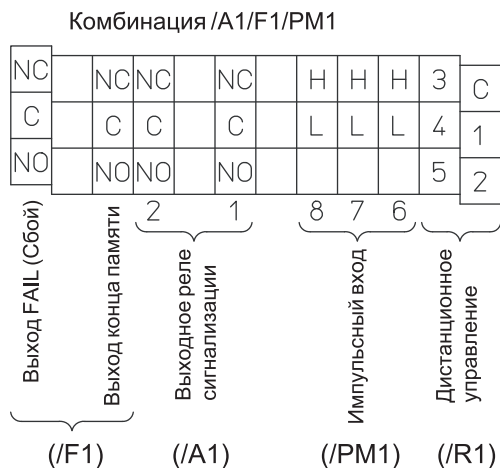 Комбинация /A1/F1/PM1
NC NC NC NC H H H 3 C
C C C C L L L 4 1
NO NO NO NO 5 2
2 1 8 7 6
Выход FAIL (Сбой)
Выход конца памяти
Выходное реле
сигнализации
Импульсный вход
Дистанционное
управление
(/F1) (/A1) (/PM1) (/R1)